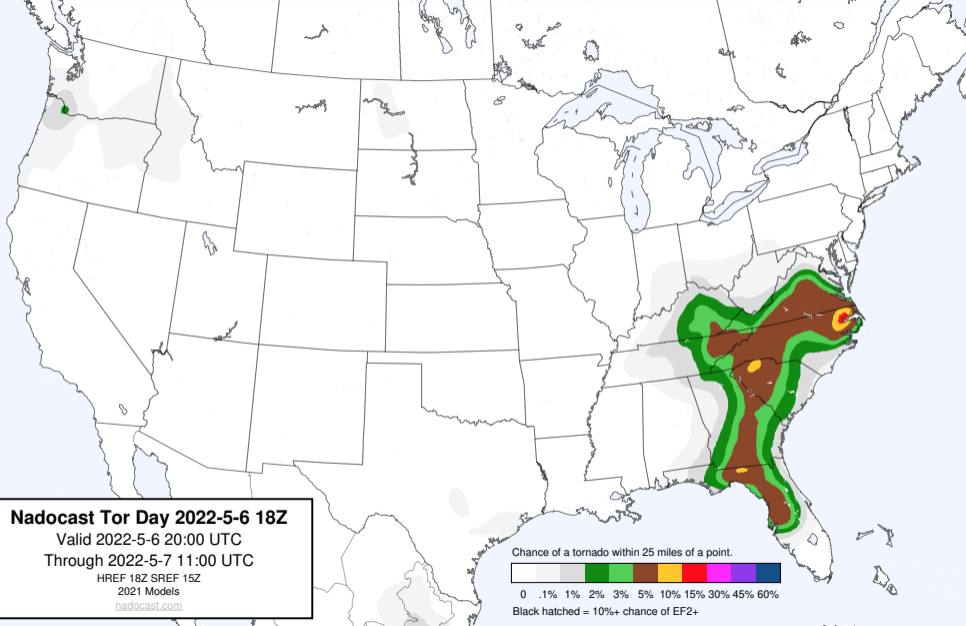 Nadocast Tor Day 2022-5-6 18Z
Valid 2022-5-6 20:00 UTC
Through 2022-5-7 11:00 UTC
HREF 18Z SREF 15Z
2021 Models
nadocast.com
Chance of a tornado within 25 miles of a point.
0 .1% 1% 2% 3% 5% 10% 15% 30% 45% 60%
Black hatched = 10%+ chance of EF2+